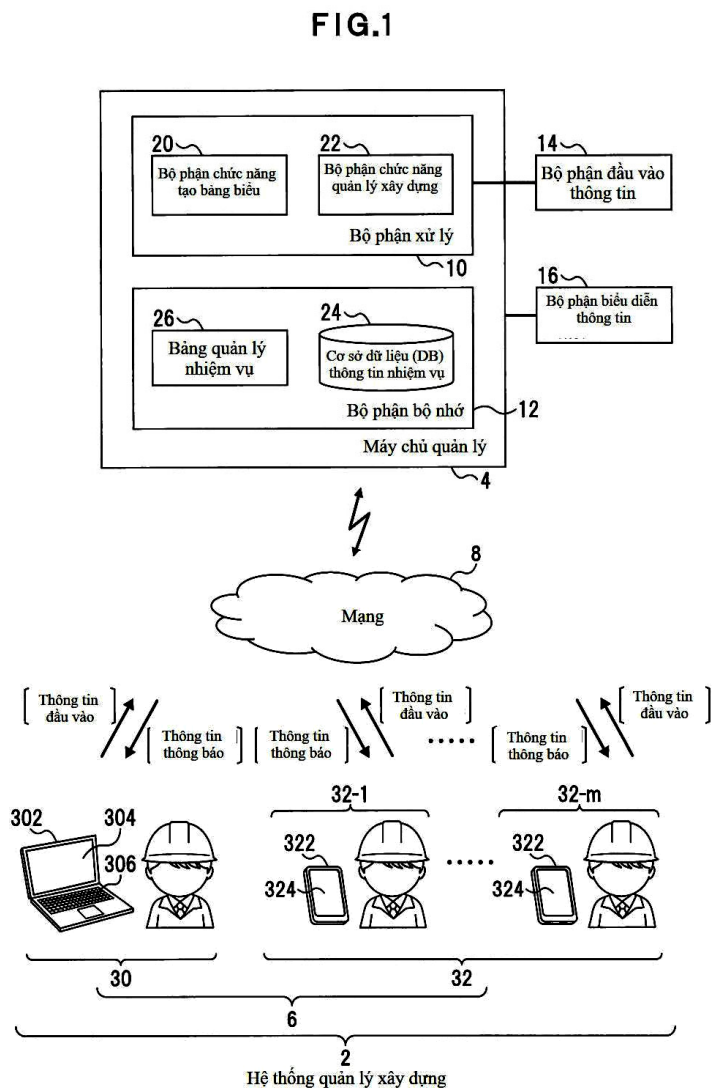 FIG.1
20
22
14
Bộ phận chức năng
tạo bảng biểu
Bộ phận chức năng
quản lý xây dựng
Bộ phận đầu vào
thông tin
Bộ phận xử lý
10
16
Bộ phận biểu diễn
thông tin
26
24
Bảng quản lý
nhiệm vụ
Cơ sở dữ liệu (DB)
thông tin nhiệm vụ
Bộ phận bộ nhớ
12
Máy chủ quản lý
4
8
Mạng
Thông tin
đầu vào
Thông tin
đầu vào
Thông tin
đầu vào
Thông tin
thông báo
Thông tin
thông báo
.....
Thông tin
thông báo
32-1
32-m
302
304
306
322
324
.....
322
324
30
32
6
2
Hệ thống quản lý xây dựng